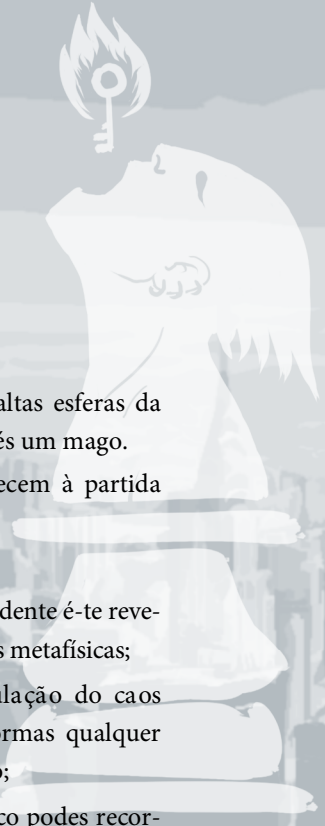 altas esferas da
és um mago.
ecem à partida
dente é-te reve-
s metafísicas;
ulação do caos
ormas qualquer
o;
co podes recor-